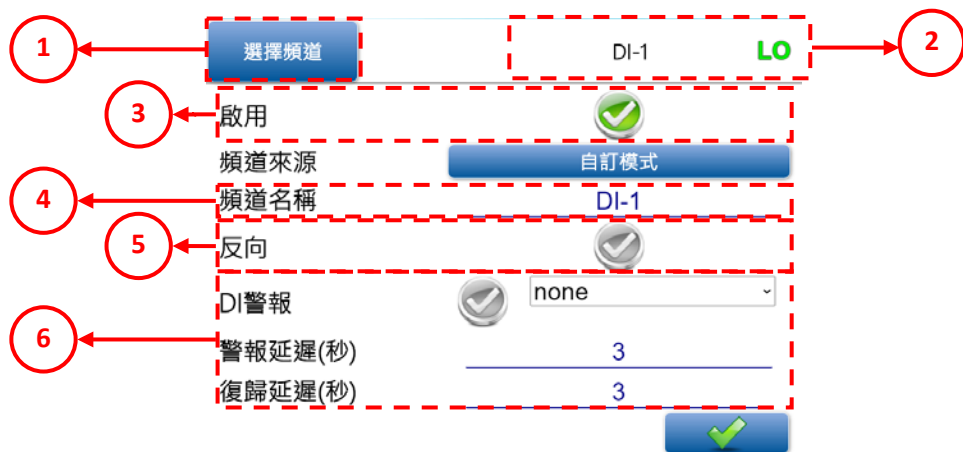 1
選擇頻道
DI-1 LO
2
3
啟用
頻道來源 自訂模式
4
頻道名稱 DI-1
5
反向
DI警報 none
6
警報延遲(秒) 3
復歸延遲(秒) 3